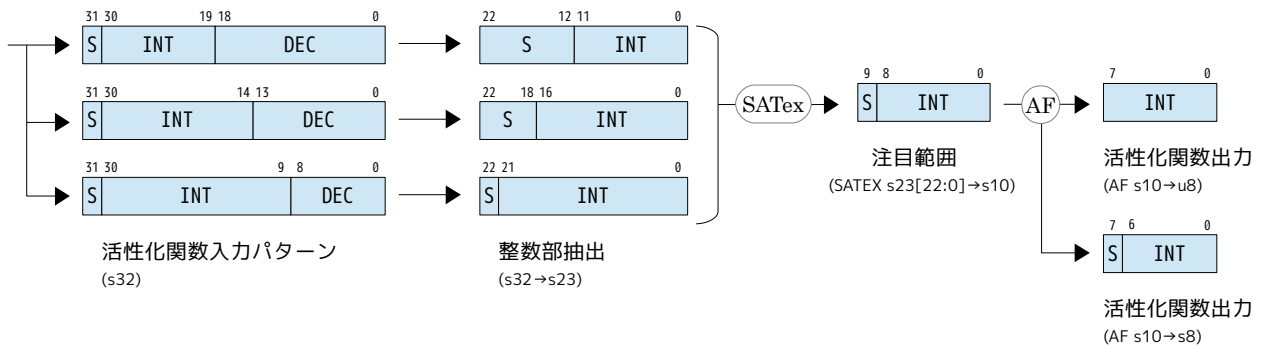 31 30 19 18 0 22 12 11 0
S INT DEC S INT
9 8 0 7 0
SATex S INT AF INT
31 30 14 13 0 22 18 16 0
S INT DEC S INT
注目範囲 活性化関数出力
(SATEX s23[22:0]→s10) (AF s10→u8)
31 30 9 8 0 22 21 0
S INT DEC S INT
7 6 0
S INT
活性化関数入力パターン 整数部抽出
(s32) (s32→s23)
活性化関数出力
(AF s10→s8)